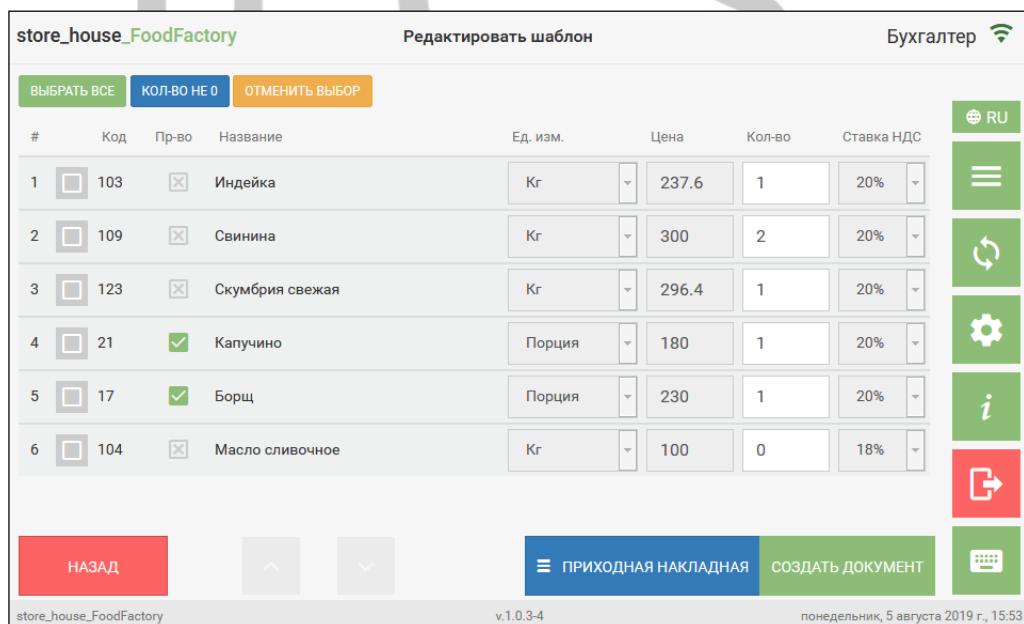 store_house_FoodFactory Редактировать шаблон Бухгалтер
ВЫБРАТЬ ВСЕ КОЛ-ВО НЕ 0 ОТМЕНИТЬ ВЫБОР
RU
# Код Пр-во Название Ед. изм. Цена Кол-во Ставка НДС
1 103 Индейка Кг 237.6 1 20%
2 109 Свинина Кг 300 2 20%
3 123 Скумбрия свежая Кг 296.4 1 20%
4 21 Капучино Порция 180 1 20%
5 17 Борщ Порция 230 1 20%
6 104 Масло сливочное Кг 100 0 18%
НАЗАД ПРИХОДНАЯ НАКЛАДНАЯ СОЗДАТЬ ДОКУМЕНТ
store_house_FoodFactory v.1.0.3-4 понедельник, 5 августа 2019 г., 15:53